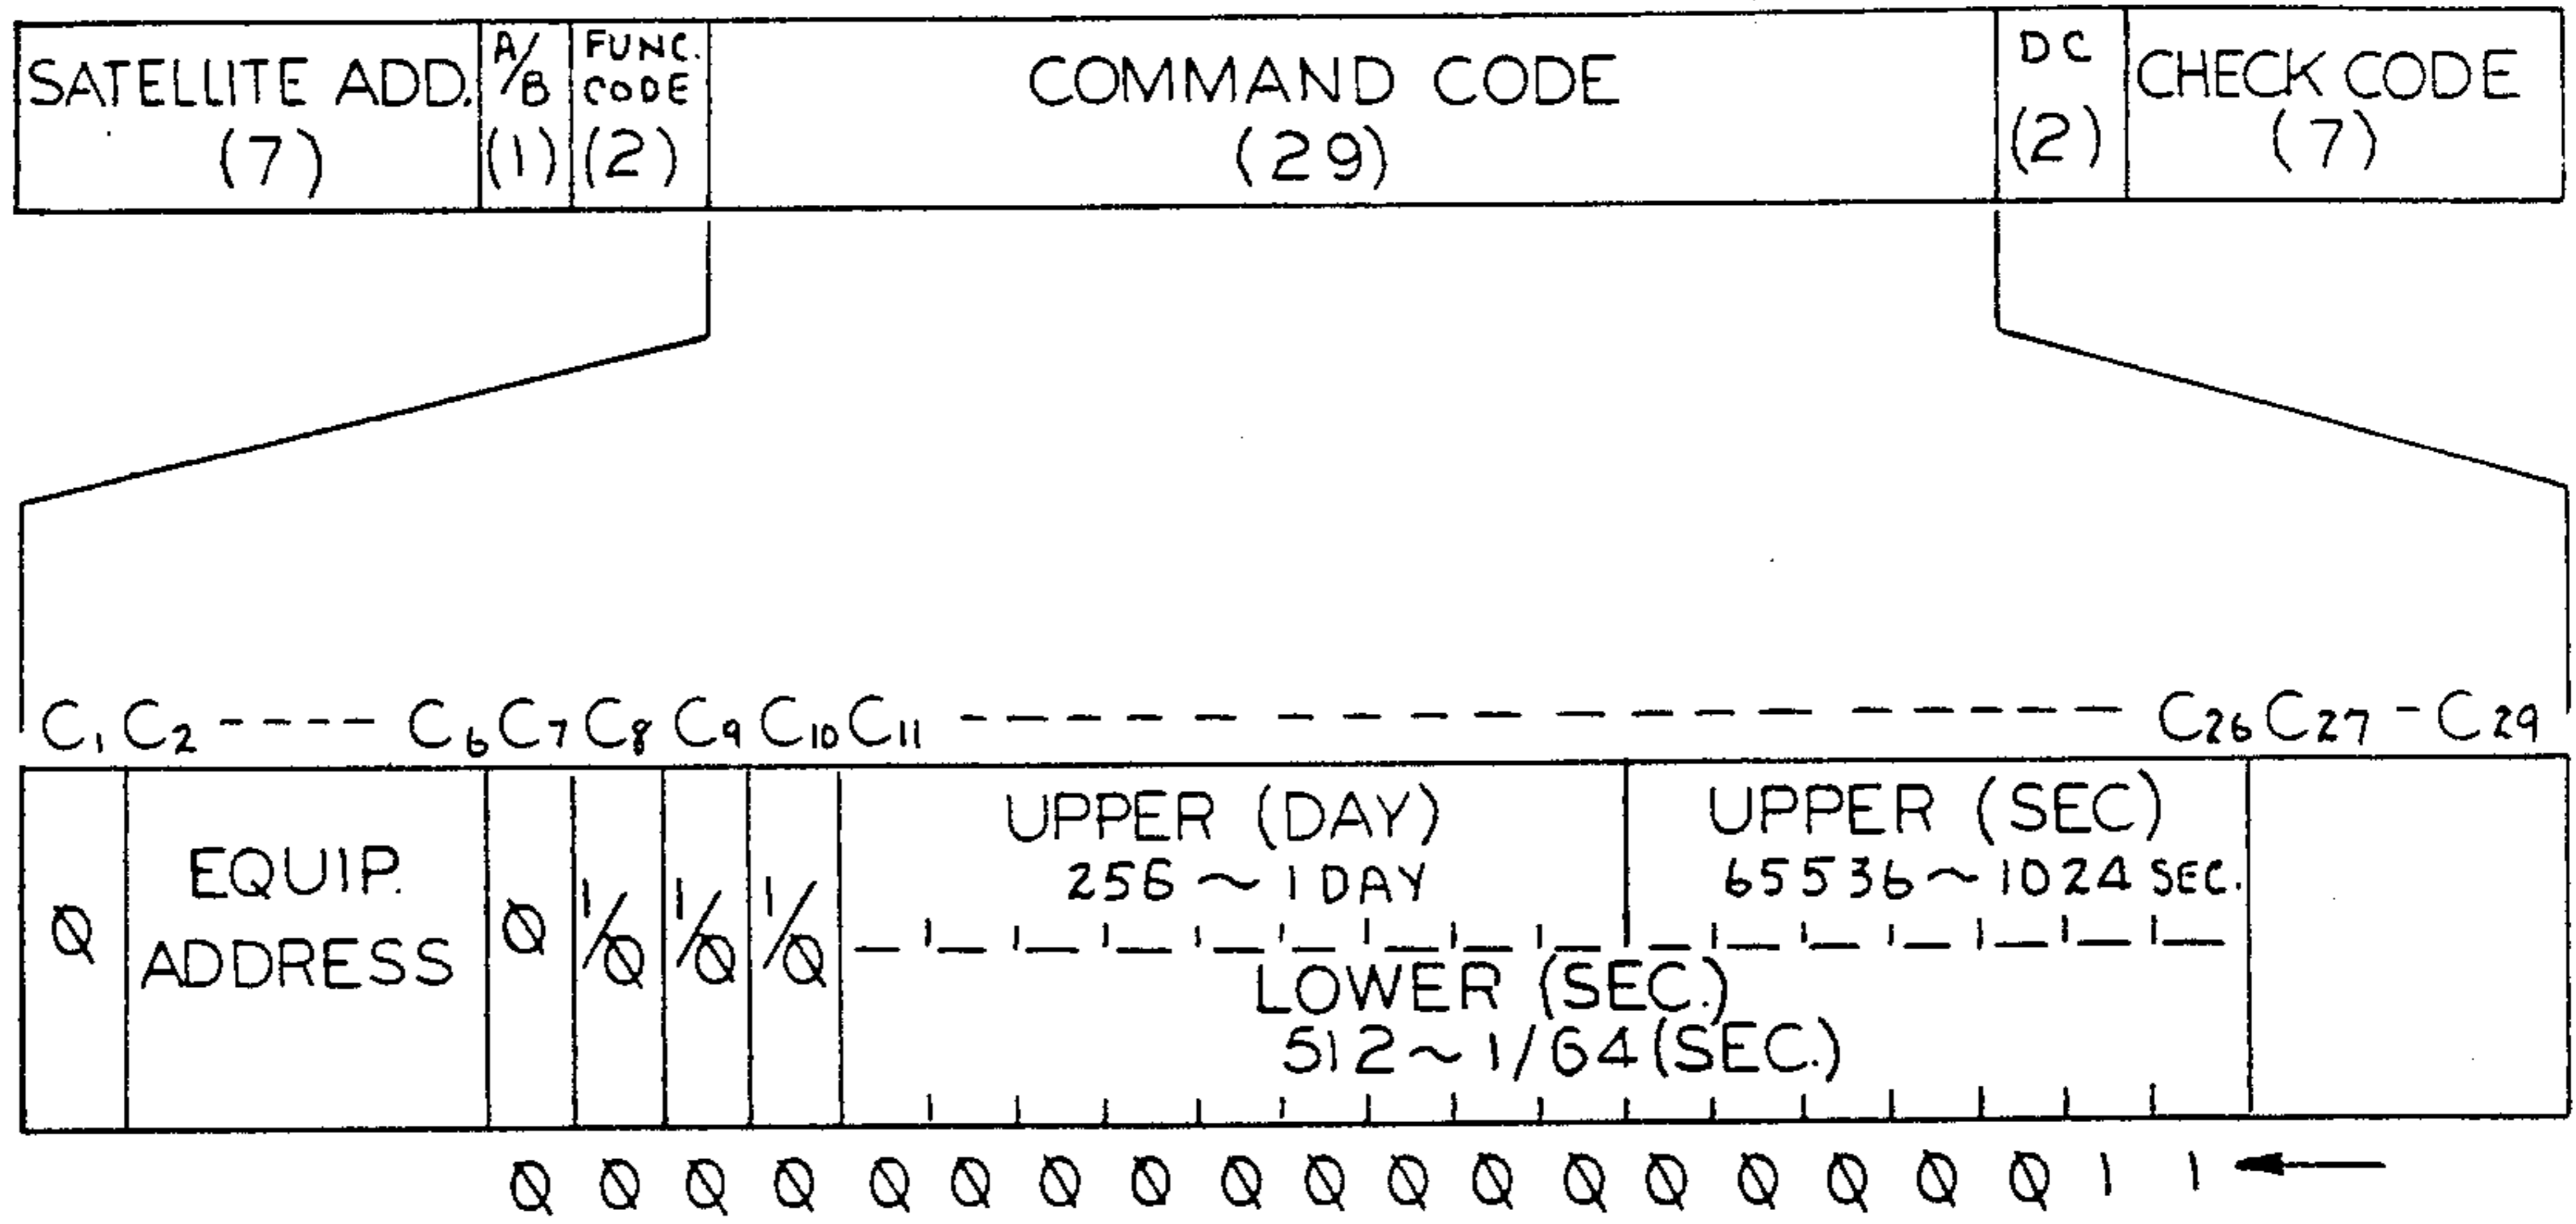 SATELLITE ADD.
(7)
A/B
(1)
FUNC.
CODE
(2)
COMMAND CODE
(29)
DC
(2)
CHECK CODE
(7)
C1 C2 ---- C6 C7 C8 C9 C10 C11 -------------------- C26 C27 - C29
Ø
EQUIP.
ADDRESS
Ø
1/Ø
1/Ø
1/Ø
UPPER (DAY)
256 ~ 1 DAY
UPPER (SEC)
65536 ~ 1024 SEC.
LOWER (SEC.)
512 ~ 1/64 (SEC.)
Ø Ø Ø Ø Ø Ø Ø Ø Ø Ø Ø Ø Ø Ø Ø Ø Ø Ø 1 1